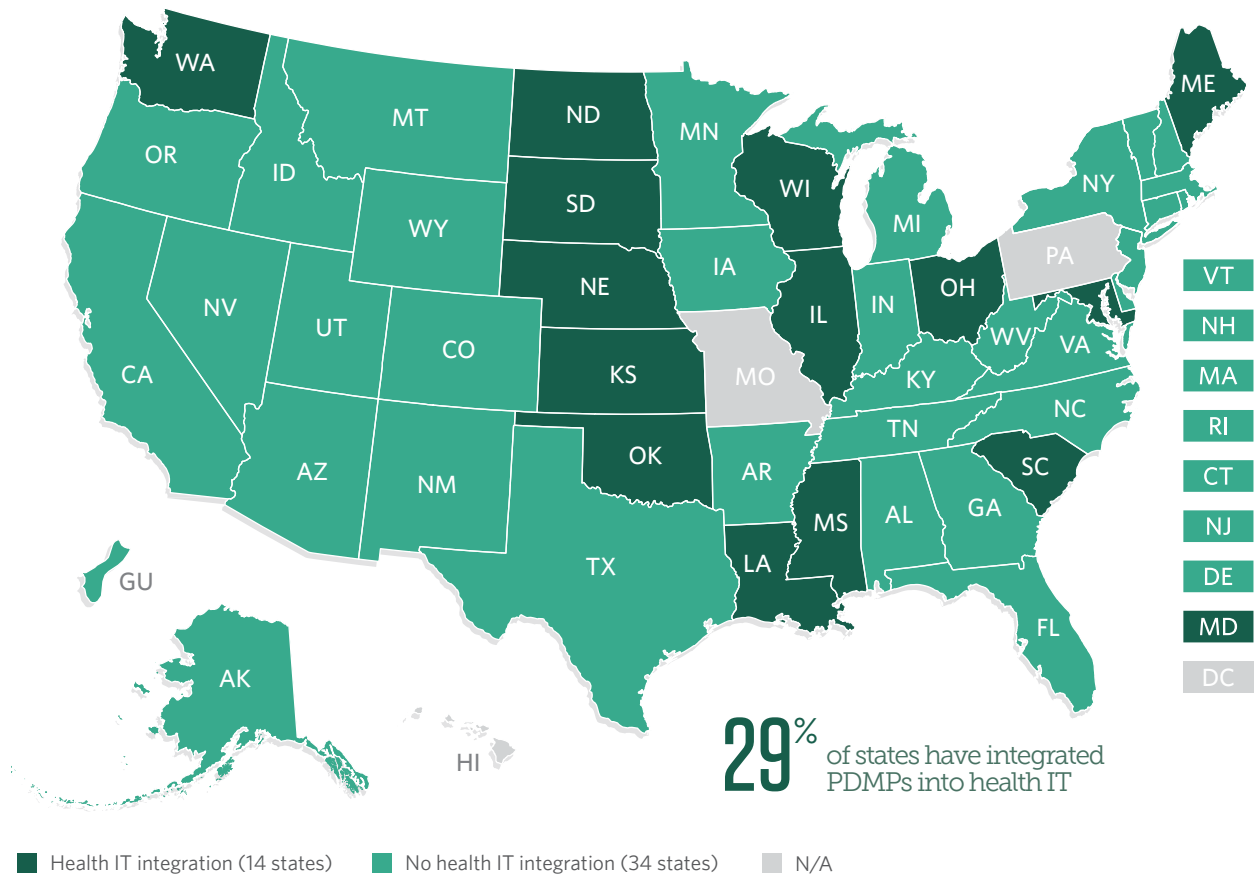 WA
ME
ND
MT
MN
OR
ID
NY
WI
SD
MI
WY
PA
IA
VT
NE
OH
IL
IN
NV
NH
UT
WV
VA
CO
CA
KS
KY
MO
MA
NC
RI
TN
OK
SC
AZ
AR
NM
CT
GA
MS
AL
NJ
LA
TX
GU
DE
FL
MD
AK
DC
HI
29% of states have integrated
PDMPs into health IT
Health IT integration (14 states)
No health IT integration (34 states)
N/A